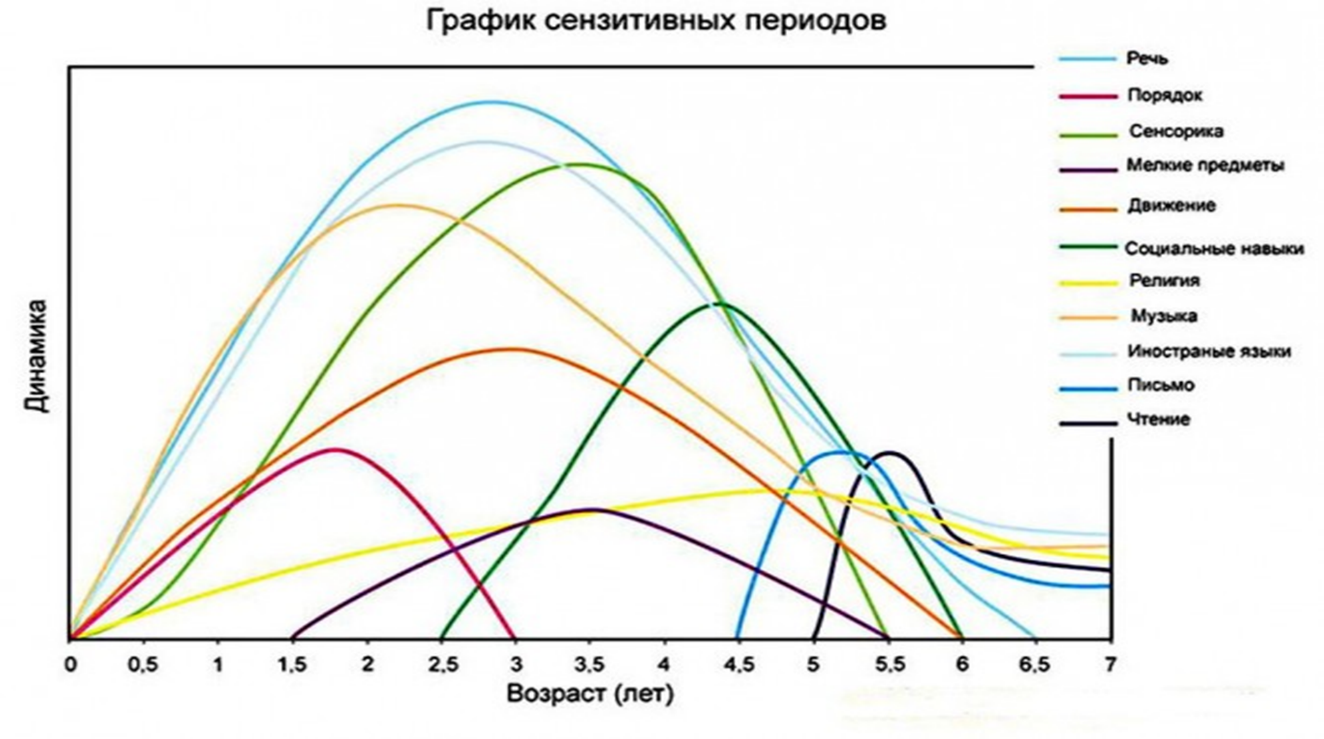 График сензитивных периодов
Речь
Порядок
Сенсорика
Мелкие предметы
Движение
Социальные навыки
Религия
Музыка
Иностраные языки
Письмо
Чтение
Динамика
0 0,5 1 1,5 2 2,5 3 3,5 4 4,5 5 5,5 6 6,5 7
Возраст (лет)